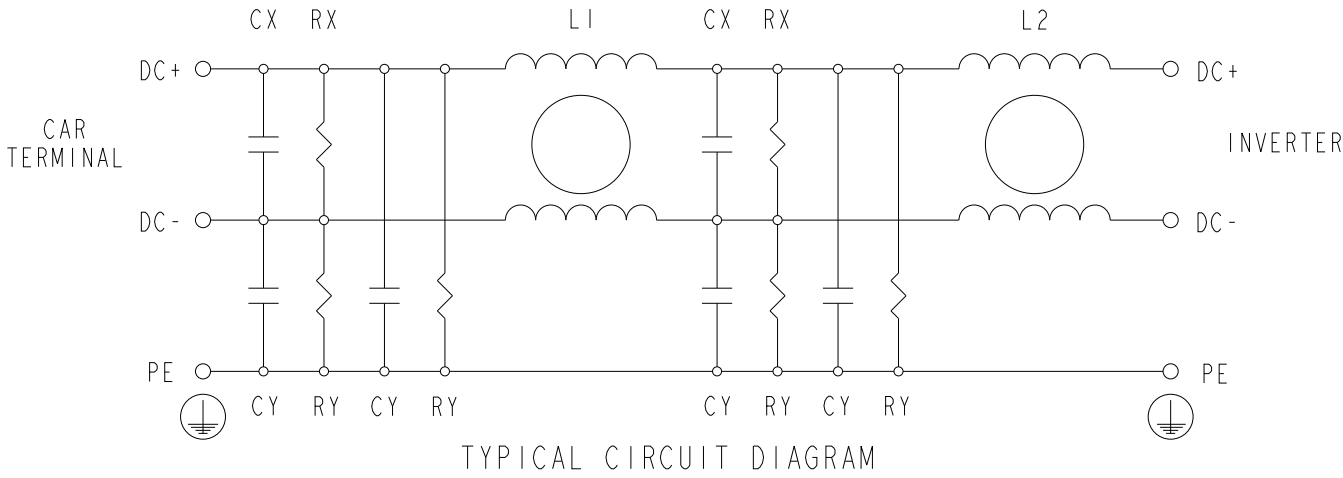 CX RX L1 CX RX L2
DC+ DC+
CAR
TERMINAL
INVERTER
DC- DC-
PE PE
CY RY CY RY CY RY CY RY
TYPICAL CIRCUIT DIAGRAM